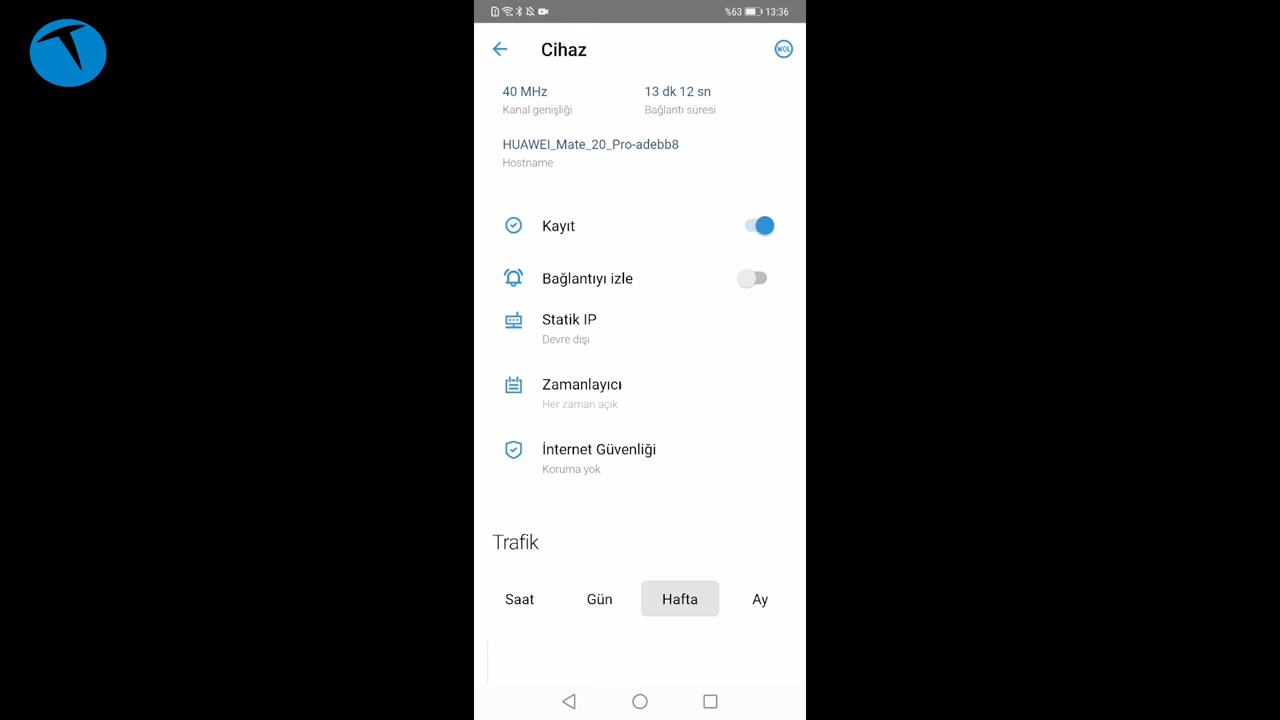 %63 13:36
Cihaz
WOL
40 MHz 13 dk 12 sn
Kanal genişliği Bağlantı süresi
HUAWEI_Mate_20_Pro-adebb8
Hostname
Kayıt
Bağlantıyı izle
Statik IP
Devre dışı
Zamanlayıcı
Her zaman açık
İnternet Güvenliği
Koruma yok
Trafik
Saat Gün Hafta Ay